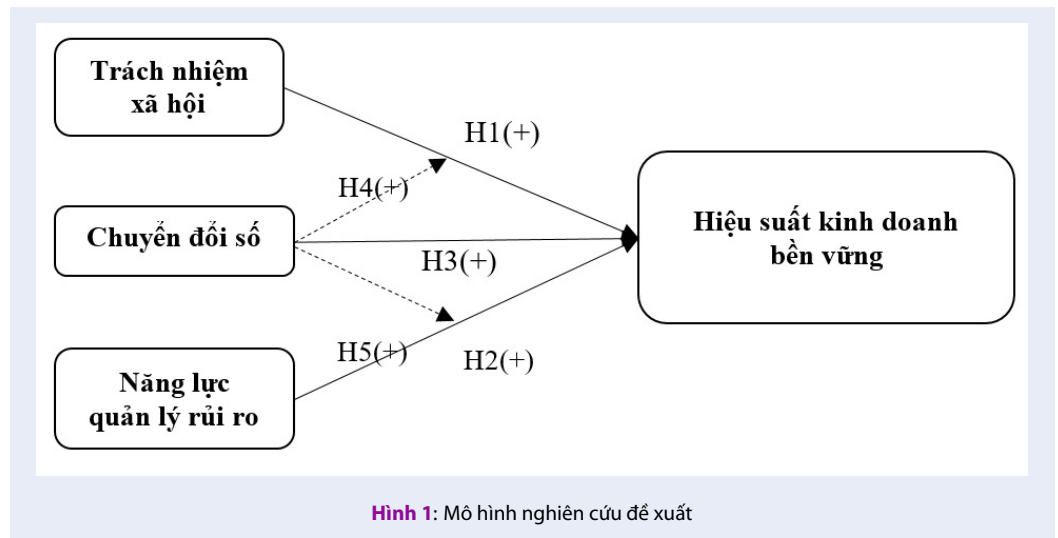 Trách nhiệm
xã hội
H1(+)
H4(+)
Chuyển đổi số
Hiệu suất kinh doanh
bền vững
H3(+)
H5(+)
H2(+)
Năng lực
quản lý rủi ro
Hình 1: Mô hình nghiên cứu đề xuất